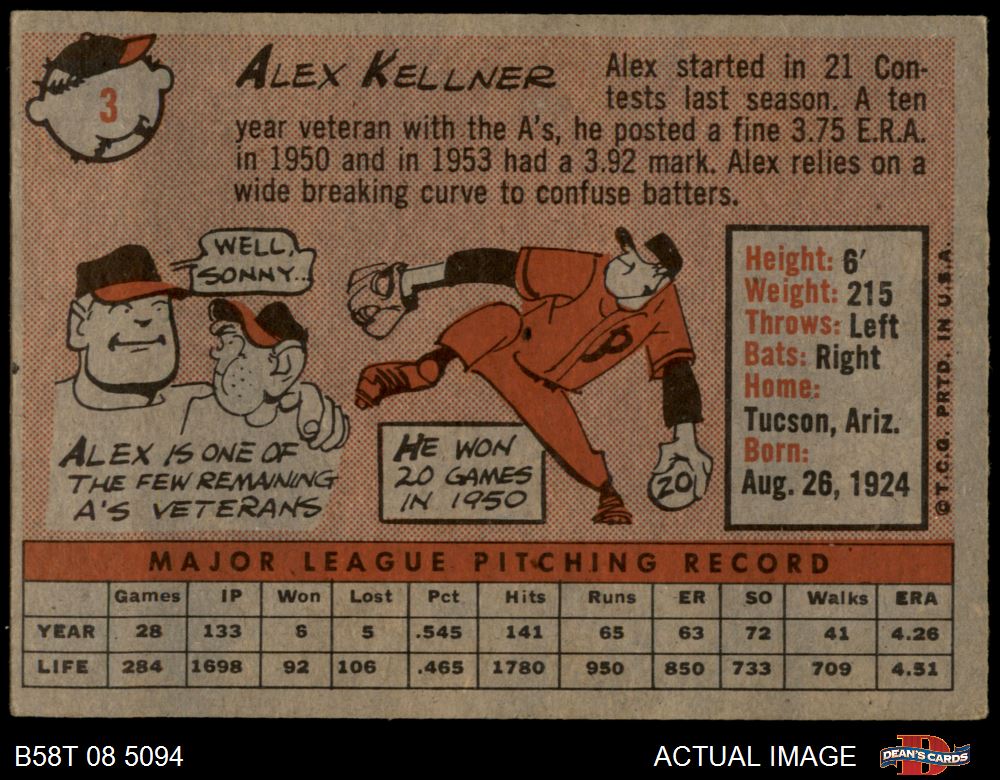 3
ALEX KELLNER
Alex started in 21 Con-
tests last season. A ten
year veteran with the A's, he posted a fine 3.75 E.R.A.
in 1950 and in 1953 had a 3.92 mark. Alex relies on a
wide breaking curve to confuse batters.
WELL,
SONNY...
ALEX IS ONE OF
THE FEW REMAINING
A'S VETERANS
HE WON
20 GAMES
IN 1950
P
20
Height: 6'
Weight: 215
Throws: Left
Bats: Right
Home:
Tucson, Ariz.
Born:
Aug. 26, 1924
© T.C.G. PRTD. IN U.S.A.
MAJOR LEAGUE PITCHING RECORD
Games IP Won Lost Pct Hits Runs ER SO Walks ERA
YEAR 28 133 6 5 .545 141 65 63 72 41 4.26
LIFE 284 1698 92 106 .465 1780 950 850 733 709 4.51
B58T 08 5094
ACTUAL IMAGE
DEAN'S CARDS